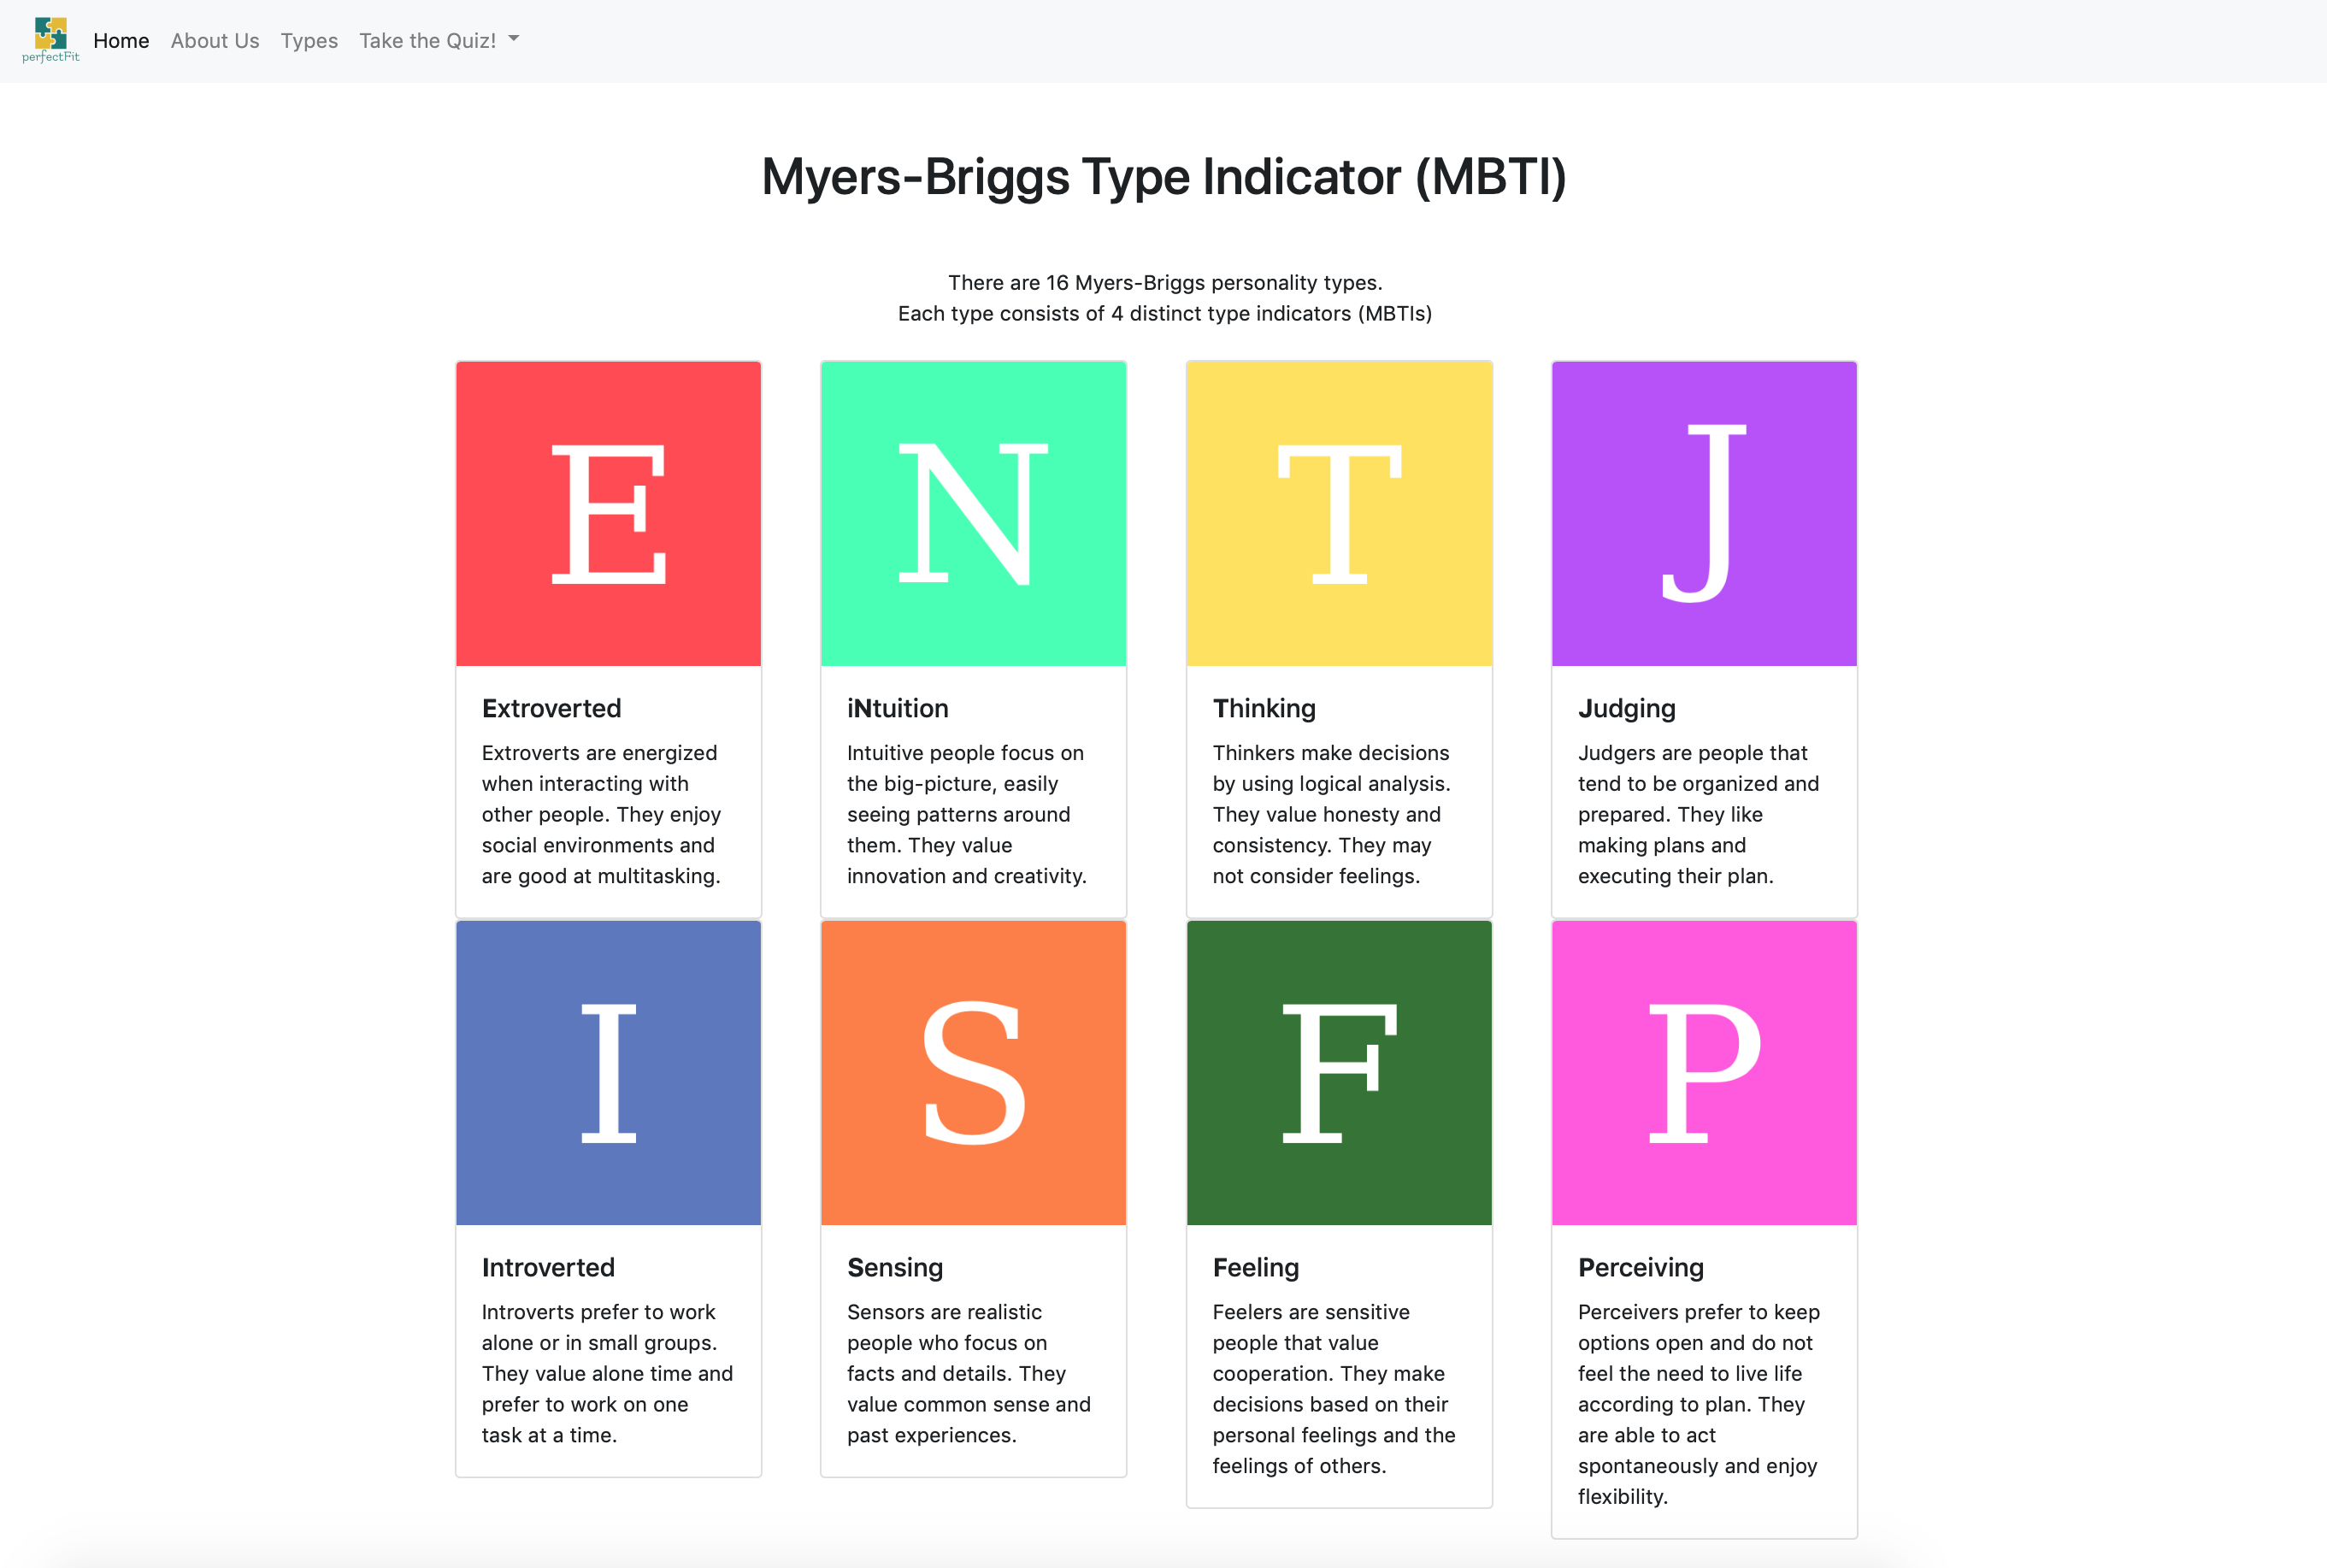 perfectFit
Home About Us Types Take the Quiz!
Myers-Briggs Type Indicator (MBTI)
There are 16 Myers-Briggs personality types.
Each type consists of 4 distinct type indicators (MBTIs)
E
Extroverted
Extroverts are energized
when interacting with
other people. They enjoy
social environments and
are good at multitasking.
N
iNtuition
Intuitive people focus on
the big-picture, easily
seeing patterns around
them. They value
innovation and creativity.
T
Thinking
Thinkers make decisions
by using logical analysis.
They value honesty and
consistency. They may
not consider feelings.
J
Judging
Judgers are people that
tend to be organized and
prepared. They like
making plans and
executing their plan.
I
Introverted
Introverts prefer to work
alone or in small groups.
They value alone time and
prefer to work on one
task at a time.
S
Sensing
Sensors are realistic
people who focus on
facts and details. They
value common sense and
past experiences.
F
Feeling
Feelers are sensitive
people that value
cooperation. They make
decisions based on their
personal feelings and the
feelings of others.
P
Perceiving
Perceivers prefer to keep
options open and do not
feel the need to live life
according to plan. They
are able to act
spontaneously and enjoy
flexibility.